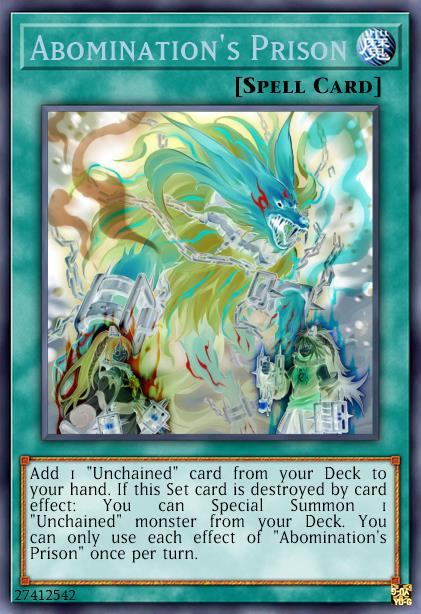 Abomination's Prison 魔
[Spell Card]
Add 1 "Unchained" card from your Deck to
your hand. If this Set card is destroyed by card
effect: You can Special Summon 1
"Unchained" monster from your Deck. You
can only use each effect of "Abomination's
Prison" once per turn.
27412542